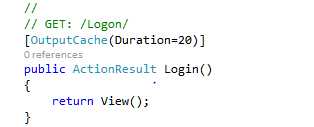 //
// GET: /Logon/
[OutputCache(Duration=20)]
0 references
public ActionResult Login()
{
    return View();
}